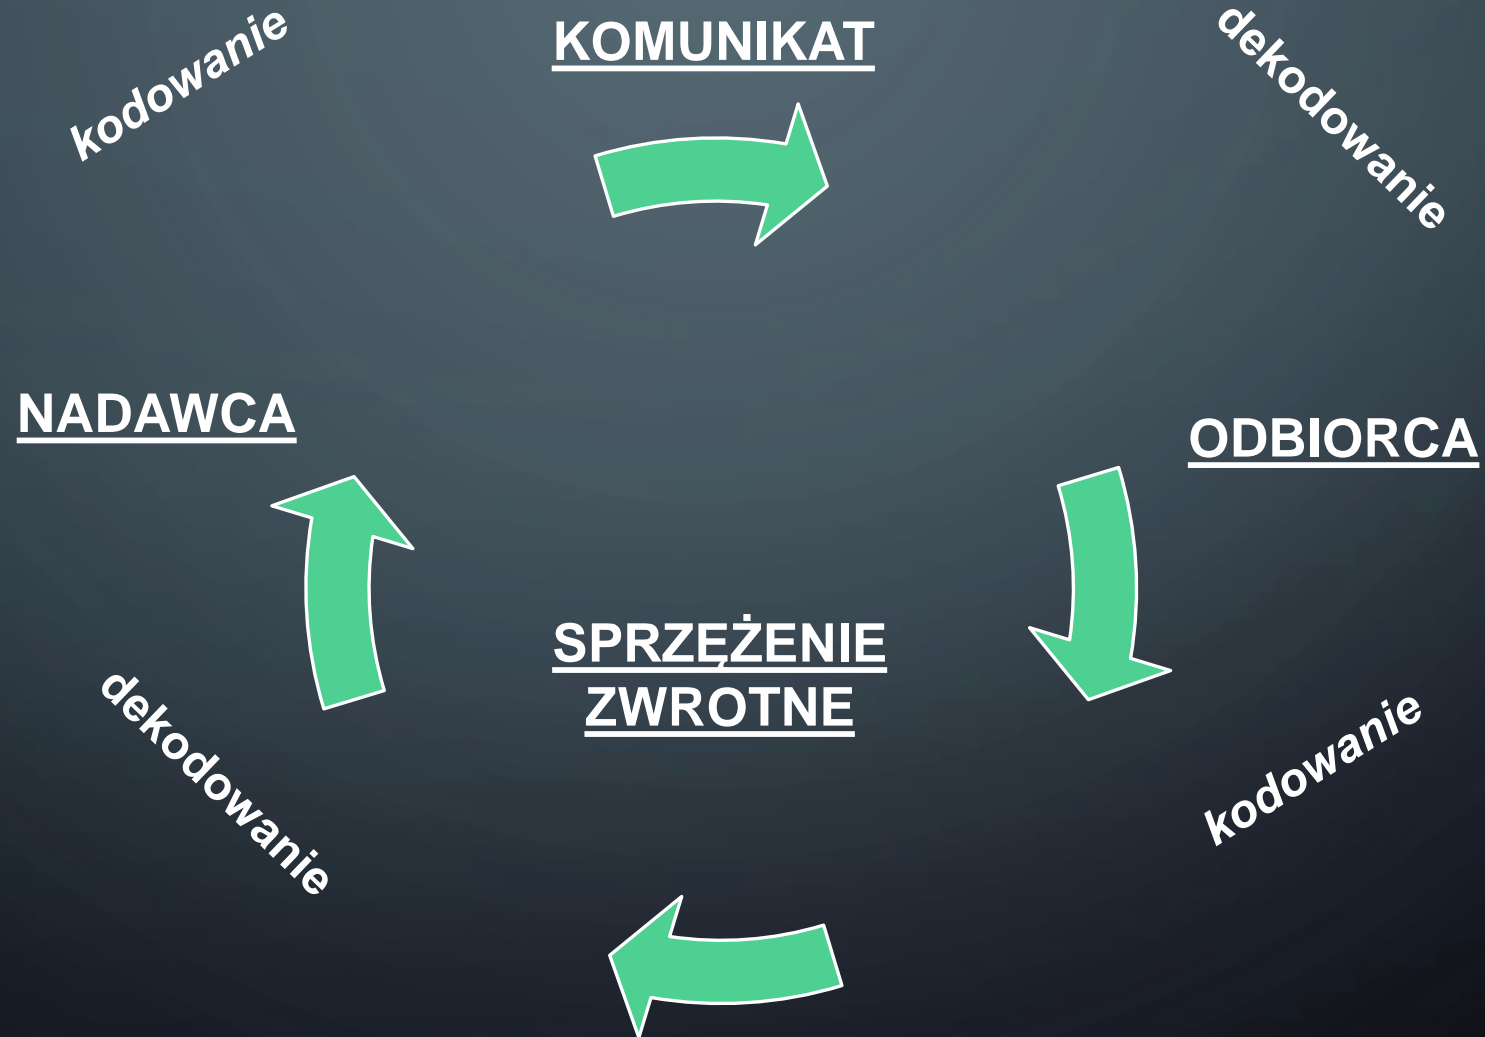 kodowanie
KOMUNIKAT
dekodowanie
NADAWCA
ODBIORCA
SPRZĘŻENIE
ZWROTNE
dekodowanie
kodowanie